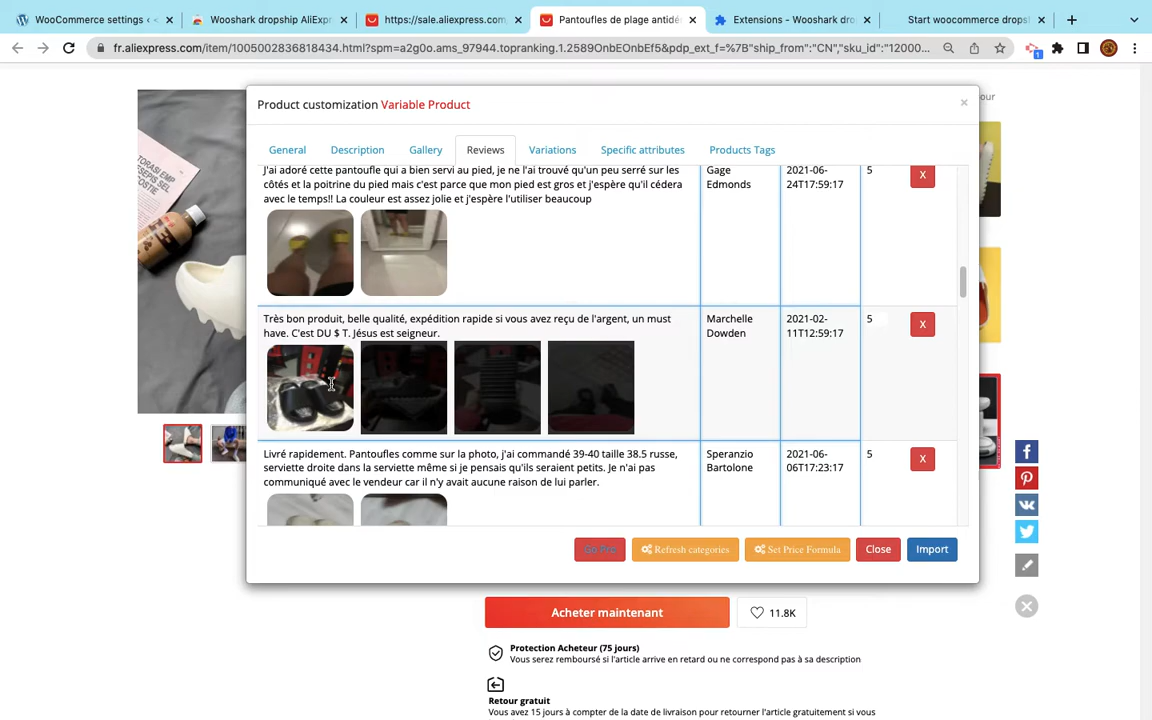 WooCommerce settings ‹
Wooshark dropship AliExpr
https://sale.aliexpress.com
Pantoufles de plage antidé
Extensions – Wooshark dro
Start woocommerce drops
fr.aliexpress.com/item/1005002836818434.html?spm=a2g0o.ams_97944.topranking.1.2589OnbEOnbEf5&pdp_ext_f=%7B"ship_from":"CN","sku_id":"12000...
our
Product customization Variable Product
×
General
Description
Gallery
Reviews
Variations
Specific attributes
Products Tags
J'ai adoré cette pantoufle qui a bien servi au pied, je ne l'ai trouvé qu'un peu serré sur les
côtés et la poitrine du pied mais c'est parce que mon pied est gros et j'espère qu'il cédera
avec le temps!! La couleur est assez jolie et j'espère l'utiliser beaucoup
Gage
Edmonds
2021-06-
24T17:59:17
5
X
Très bon produit, belle qualité, expédition rapide si vous avez reçu de l'argent, un must
have. C'est DU $ T. Jésus est seigneur.
Marchelle
Dowden
2021-02-
11T12:59:17
5
X
Livré rapidement. Pantoufles comme sur la photo, j'ai commandé 39-40 taille 38.5 russe,
serviette droite dans la serviette même si je pensais qu'ils seraient petits. Je n'ai pas
communiqué avec le vendeur car il n'y avait aucune raison de lui parler.
Speranzio
Bartolone
2021-06-
06T17:23:17
5
X
Go Pro
Refresh categories
Set Price Formula
Close
Import
Acheter maintenant
11.8K
Protection Acheteur (75 jours)
Vous serez remboursé si l'article arrive en retard ou ne correspond pas à sa description
Retour gratuit
Vous avez 15 jours à compter de la date de livraison pour retourner l'article gratuitement si vous